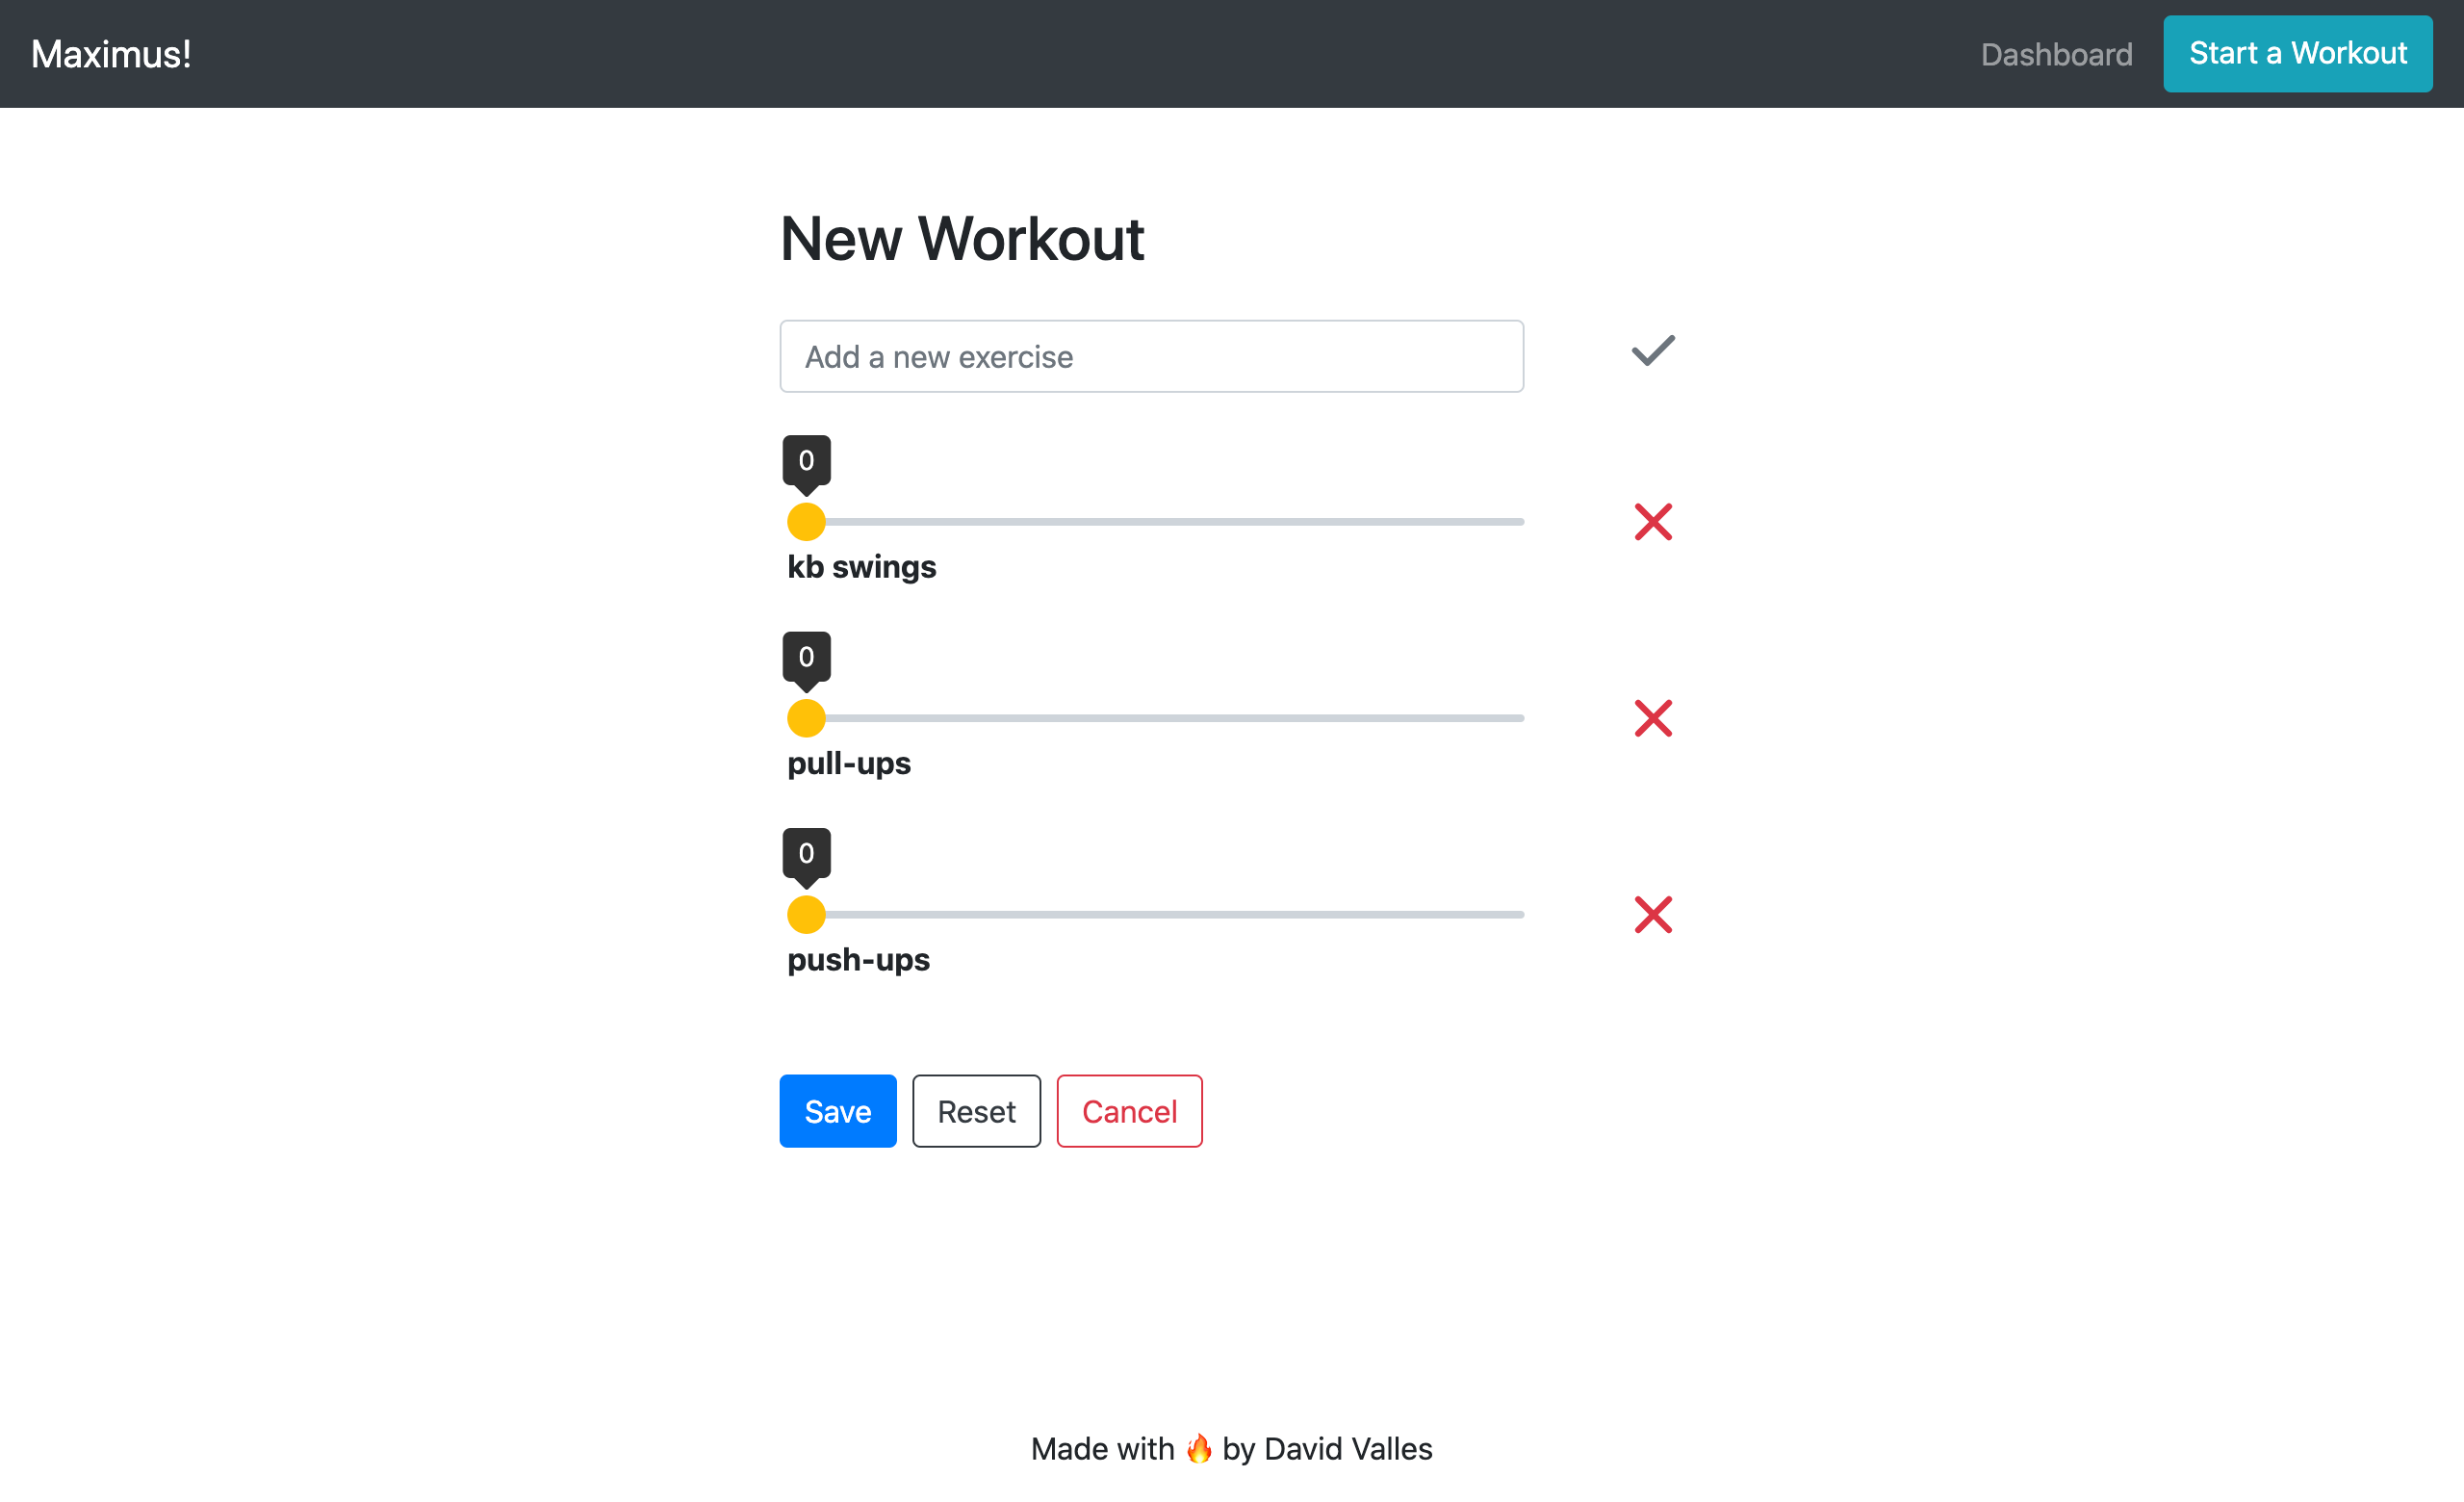 Maximus!
Dashboard
Start a Workout
New Workout
Add a new exercise
0
kb swings
0
pull-ups
0
push-ups
Save
Reset
Cancel
Made with 🔥 by David Valles